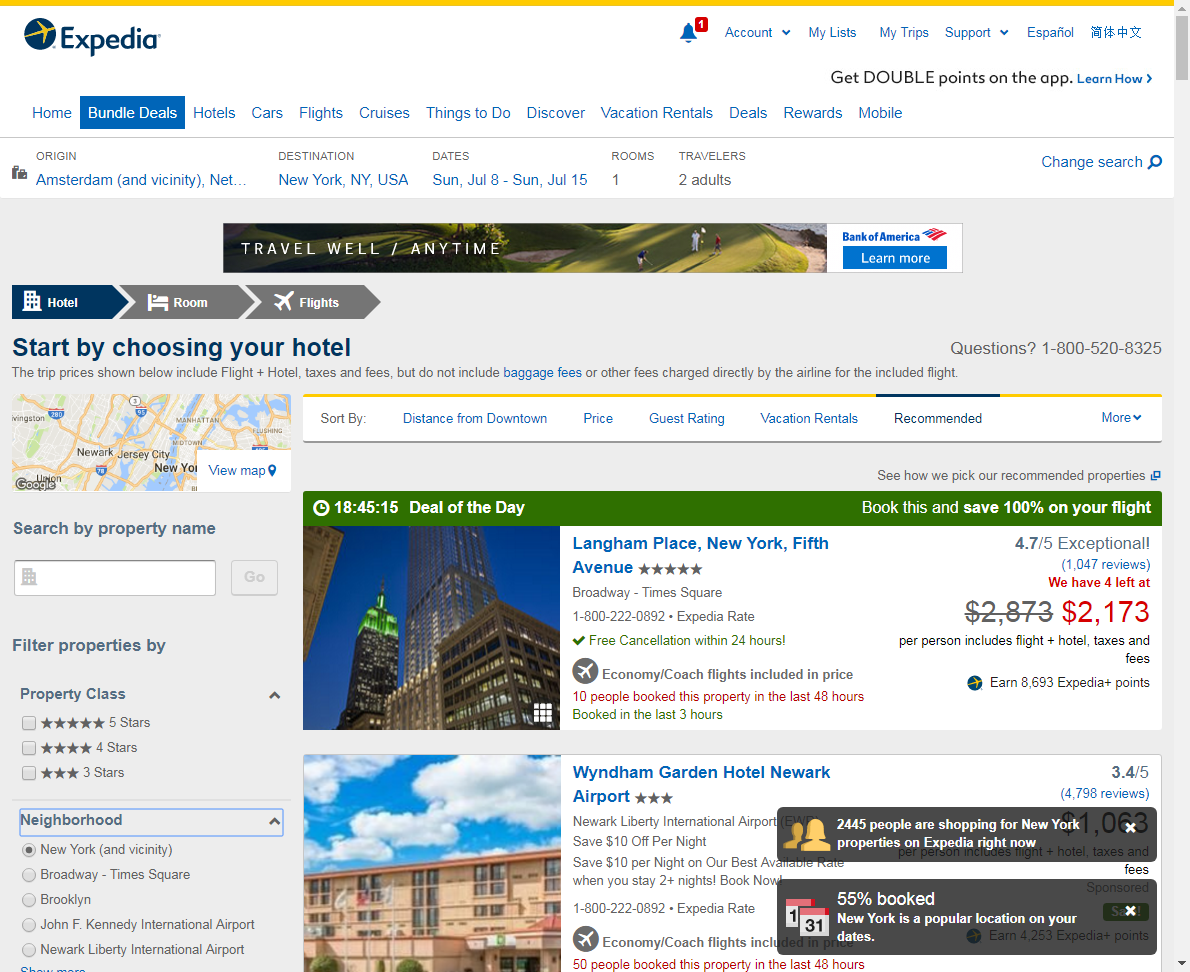 Expedia
1
Account
My Lists
My Trips
Support
Español
简体中文
Get DOUBLE points on the app. Learn How
Home
Bundle Deals
Hotels
Cars
Flights
Cruises
Things to Do
Discover
Vacation Rentals
Deals
Rewards
Mobile
ORIGIN
Amsterdam (and vicinity), Net...
DESTINATION
New York, NY, USA
DATES
Sun, Jul 8 - Sun, Jul 15
ROOMS
1
TRAVELERS
2 adults
Change search
TRAVEL WELL / ANYTIME
Bank of America
Learn more
Hotel
Room
Flights
Start by choosing your hotel
Questions? 1-800-520-8325
The trip prices shown below include Flight + Hotel, taxes and fees, but do not include baggage fees or other fees charged directly by the airline for the included flight.
ivingston
280
3
95
MANHATTAN
FLUSHING
MIDTOWN
Newark
Jersey City
78
New Yor
Union
Google
View map
Sort By:
Distance from Downtown
Price
Guest Rating
Vacation Rentals
Recommended
More
See how we pick our recommended properties
Search by property name
Go
Filter properties by
Property Class
5 Stars
4 Stars
3 Stars
Neighborhood
New York (and vicinity)
Broadway - Times Square
Brooklyn
John F. Kennedy International Airport
Newark Liberty International Airport
Show more
18:45:15 Deal of the Day
Book this and save 100% on your flight
Langham Place, New York, Fifth
Avenue
Broadway - Times Square
1-800-222-0892 • Expedia Rate
Free Cancellation within 24 hours!
Economy/Coach flights included in price
10 people booked this property in the last 48 hours
Booked in the last 3 hours
4.7/5 Exceptional!
(1,047 reviews)
We have 4 left at
$2,873 $2,173
per person includes flight + hotel, taxes and
fees
Earn 8,693 Expedia+ points
Wyndham Garden Hotel Newark
Airport
Newark Liberty International Airport (EWR)
Save $10 Off Per Night
Save $10 per Night on Our Best Available Rate
when you stay 2+ nights! Book Now!
1-800-222-0892 • Expedia Rate
Economy/Coach flights included in price
50 people booked this property in the last 48 hours
3.4/5
(4,798 reviews)
$1,063
per person includes flight + hotel, taxes and
fees
Sponsored
Earn 4,253 Expedia+ points
2445 people are shopping for New York
properties on Expedia right now
1
31
55% booked
New York is a popular location on your
dates.